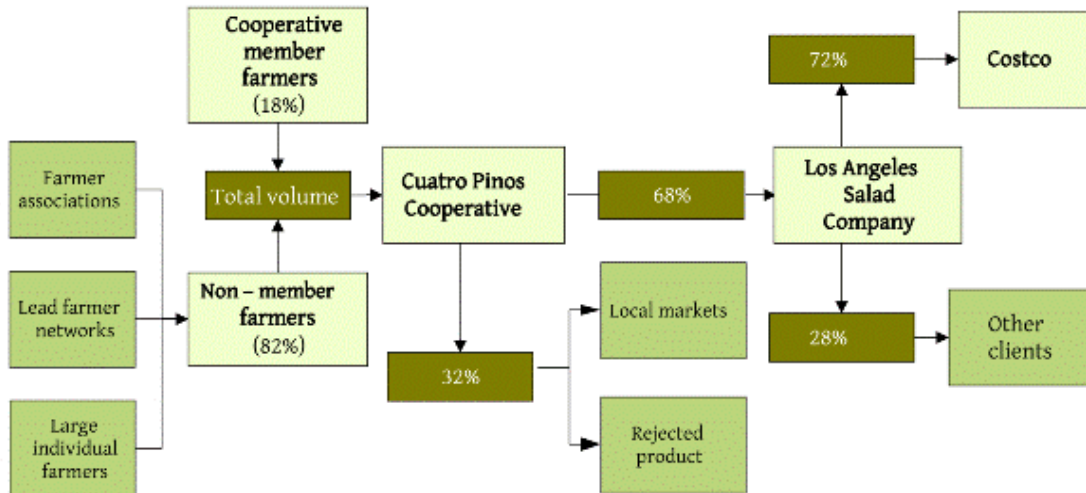 Cooperative
member
farmers
(18%)
72%
Costco
Farmer
associations
Total volume
Cuatro Pinos
Cooperative
68%
Los Angeles
Salad
Company
Lead farmer
networks
Non – member
farmers
(82%)
Local markets
32%
28%
Other
clients
Large
individual
farmers
Rejected
product